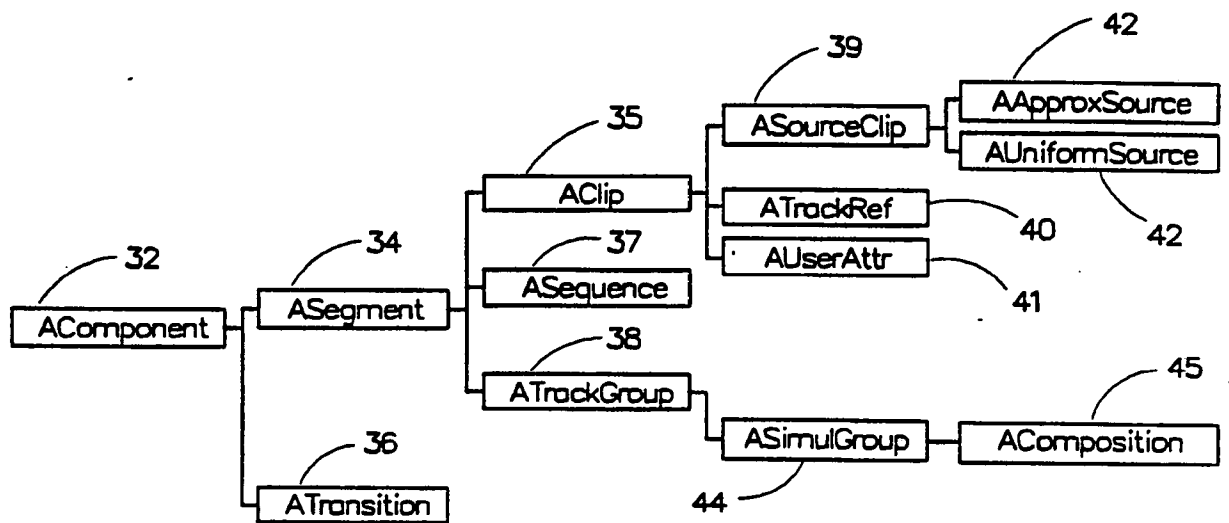 42
39
AApproxSource
35
ASourceClip
AUniformSource
AClip
ATrackRef
40
42
34
37
32
AUserAttr
41
ASegment
ASequence
AComponent
38
45
ATrackGroup
36
ASimulGroup
AComposition
ATransition
44